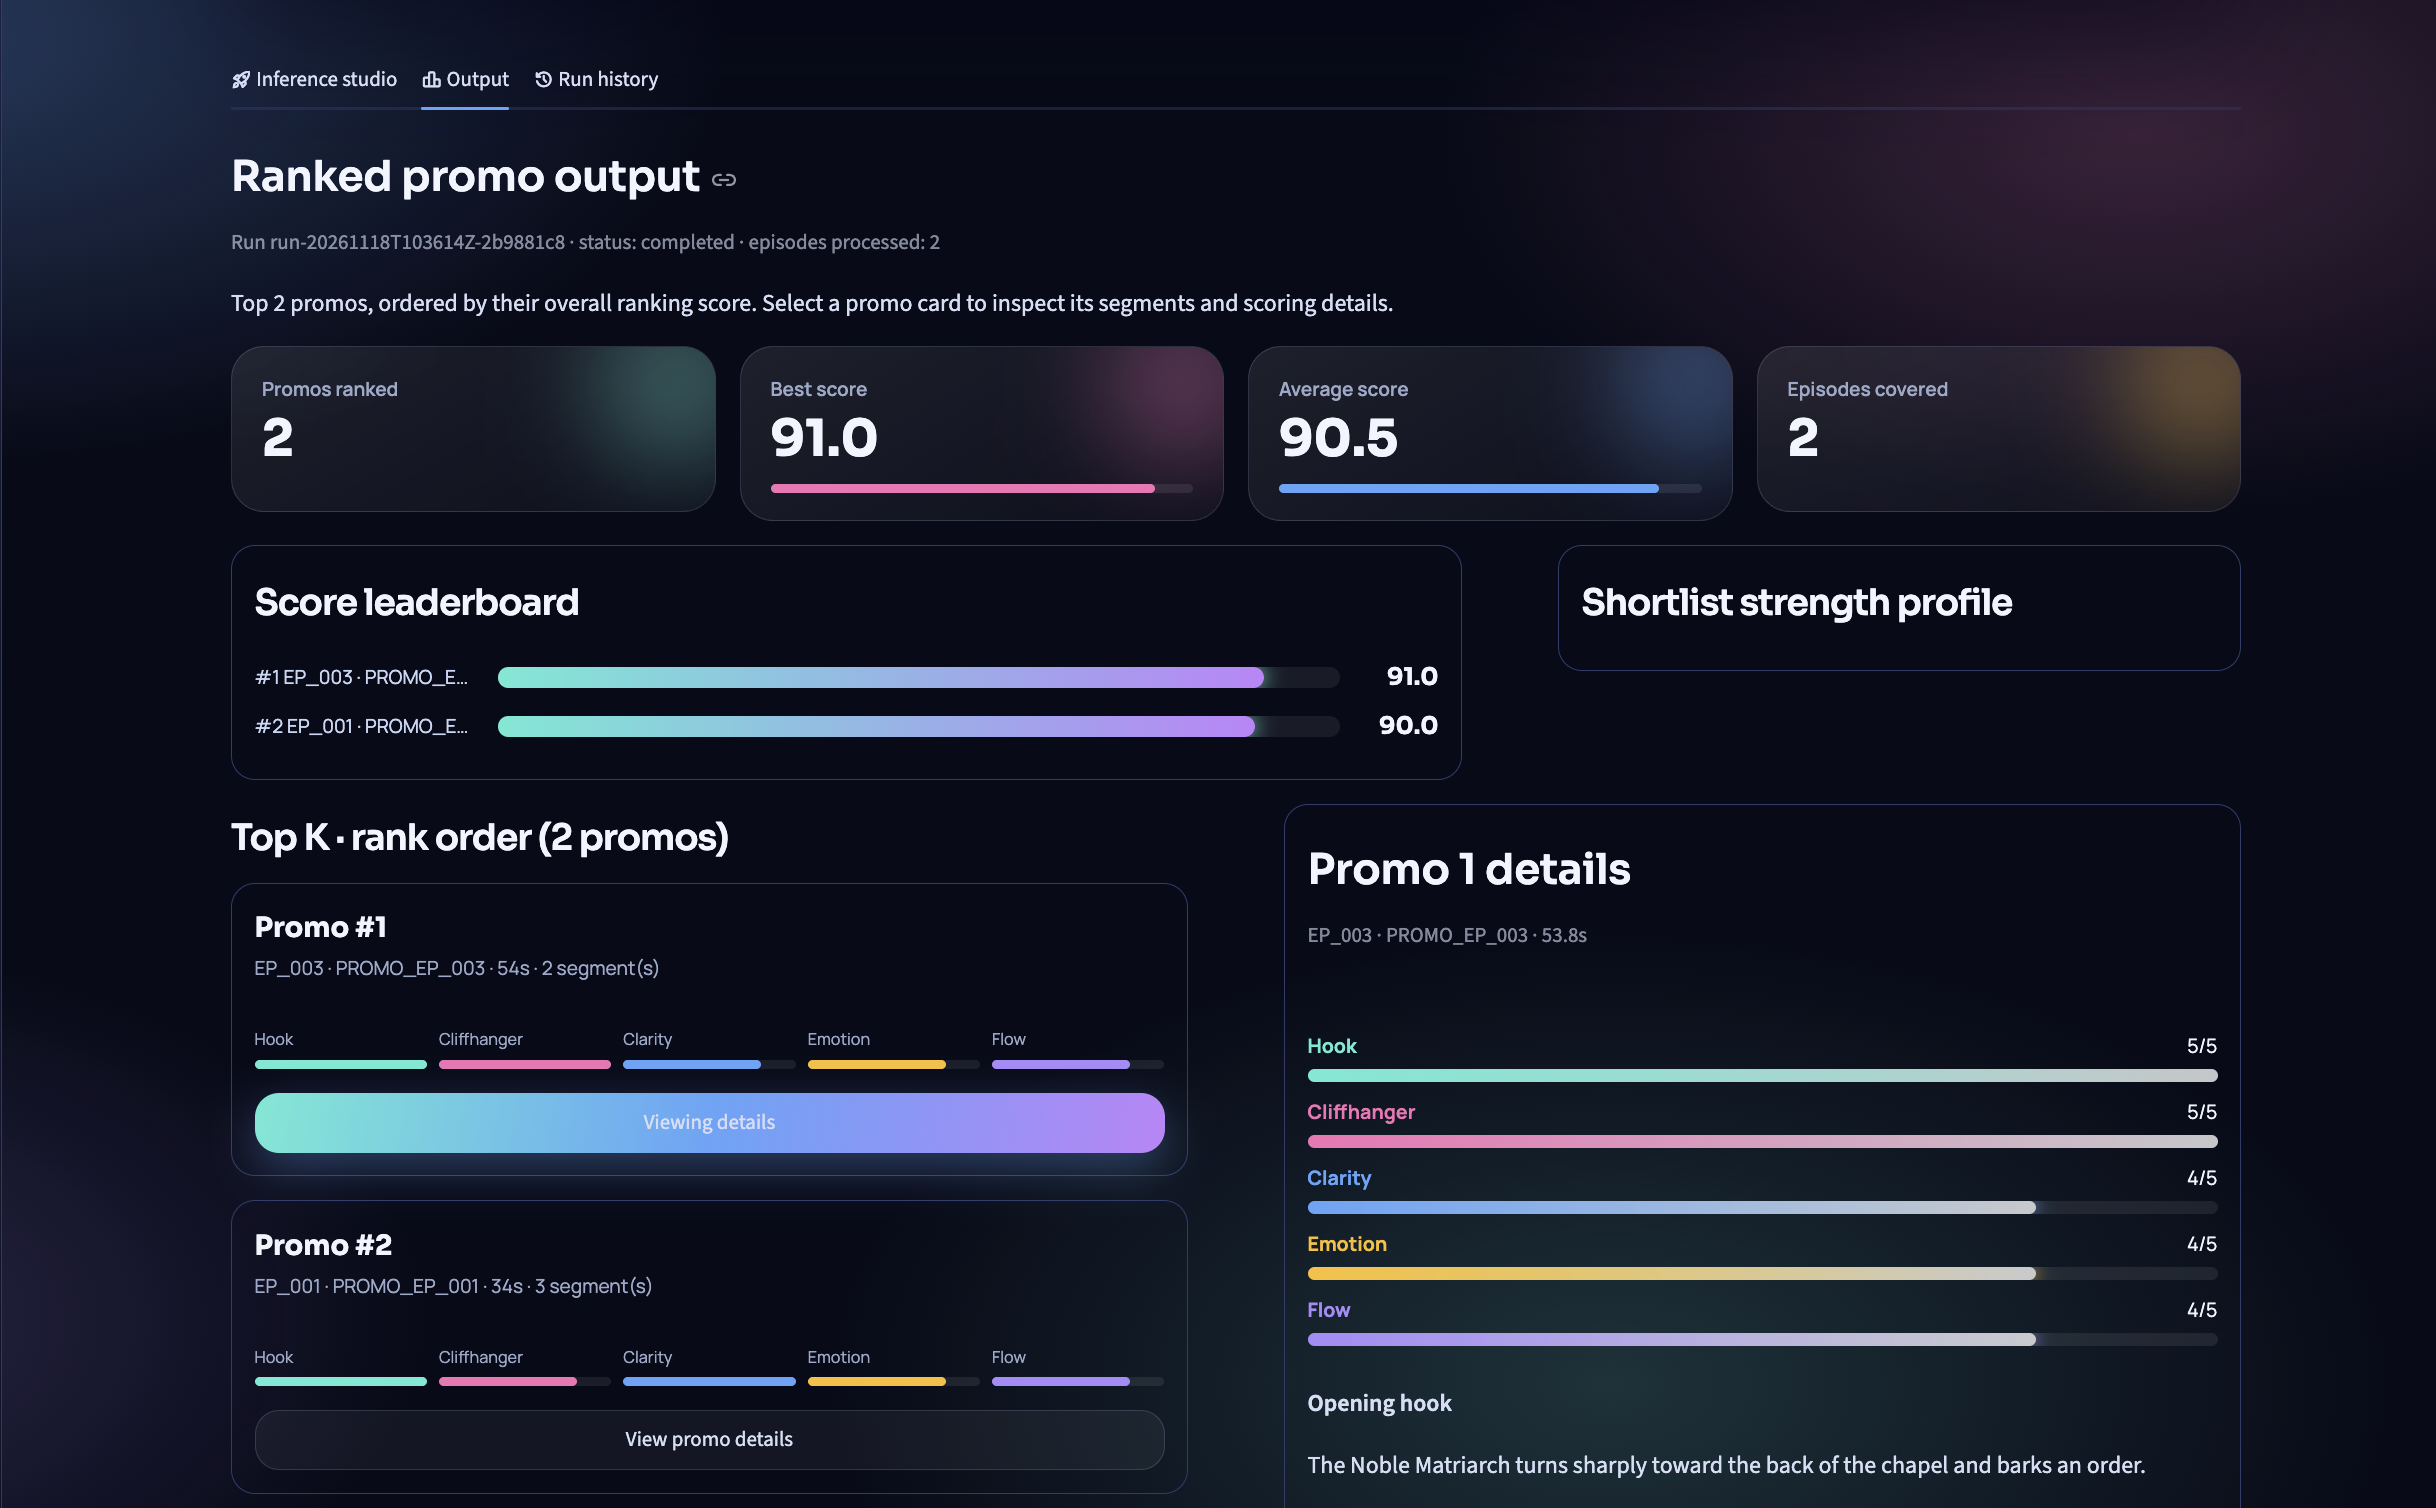 Inference studio Output Run history
Ranked promo output
Run run-20261118T103614Z-2b9881c8 · status: completed · episodes processed: 2
Top 2 promos, ordered by their overall ranking score. Select a promo card to inspect its segments and scoring details.
Promos ranked
2
Best score
91.0
Average score
90.5
Episodes covered
2
Score leaderboard
#1 EP_003 · PROMO_E... 91.0
#2 EP_001 · PROMO_E... 90.0
Shortlist strength profile
Top K · rank order (2 promos)
Promo #1
EP_003 · PROMO_EP_003 · 54s · 2 segment(s)
Hook Cliffhanger Clarity Emotion Flow
Viewing details
Promo #2
EP_001 · PROMO_EP_001 · 34s · 3 segment(s)
Hook Cliffhanger Clarity Emotion Flow
View promo details
Promo 1 details
EP_003 · PROMO_EP_003 · 53.8s
Hook 5/5
Cliffhanger 5/5
Clarity 4/5
Emotion 4/5
Flow 4/5
Opening hook
The Noble Matriarch turns sharply toward the back of the chapel and barks an order.